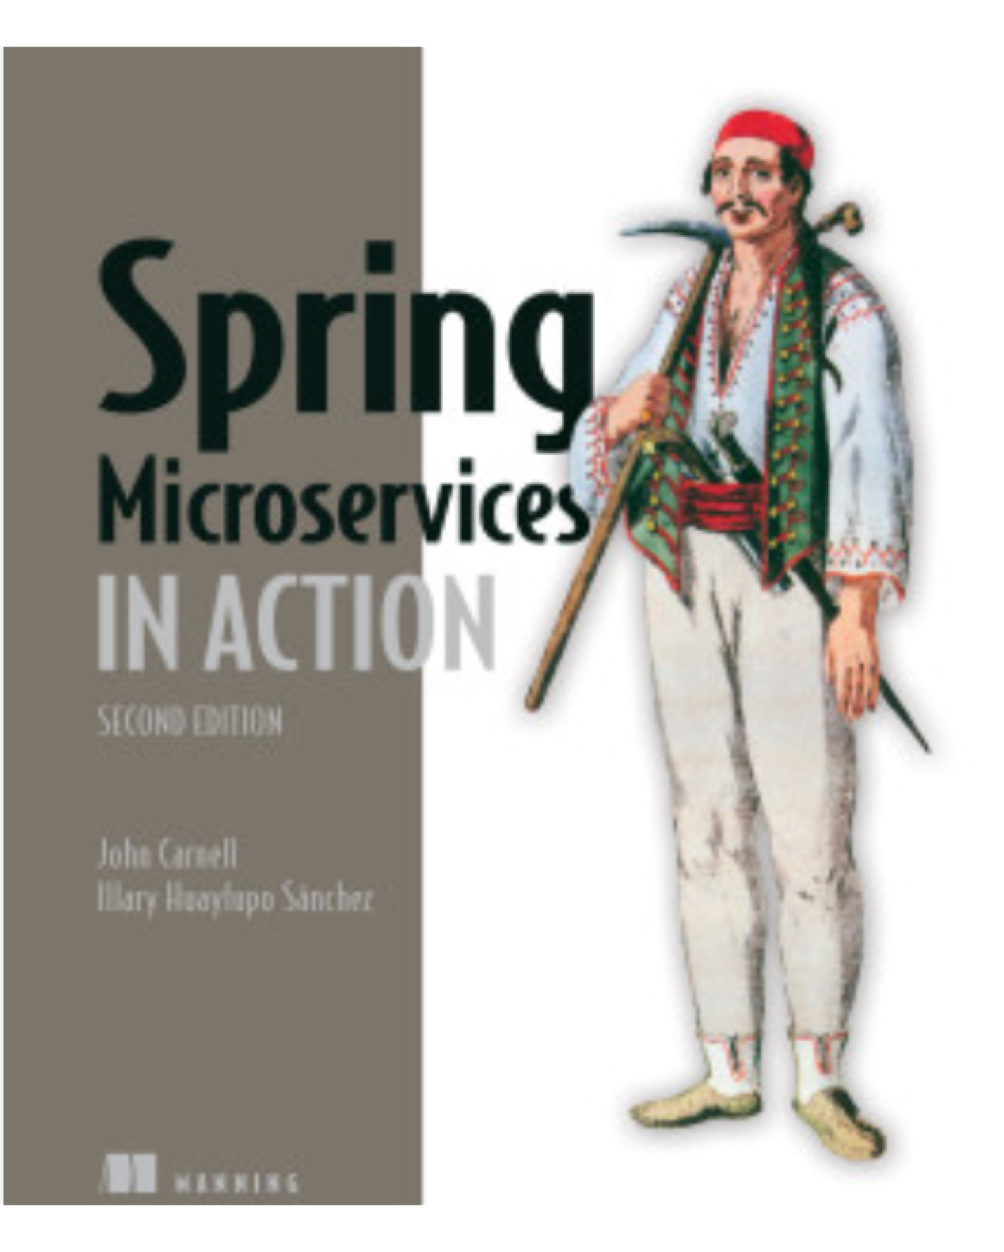 Spring
Microservices
IN ACTION
SECOND EDITION
John Carnell
Illary Huaylupo Sánchez
MANNING